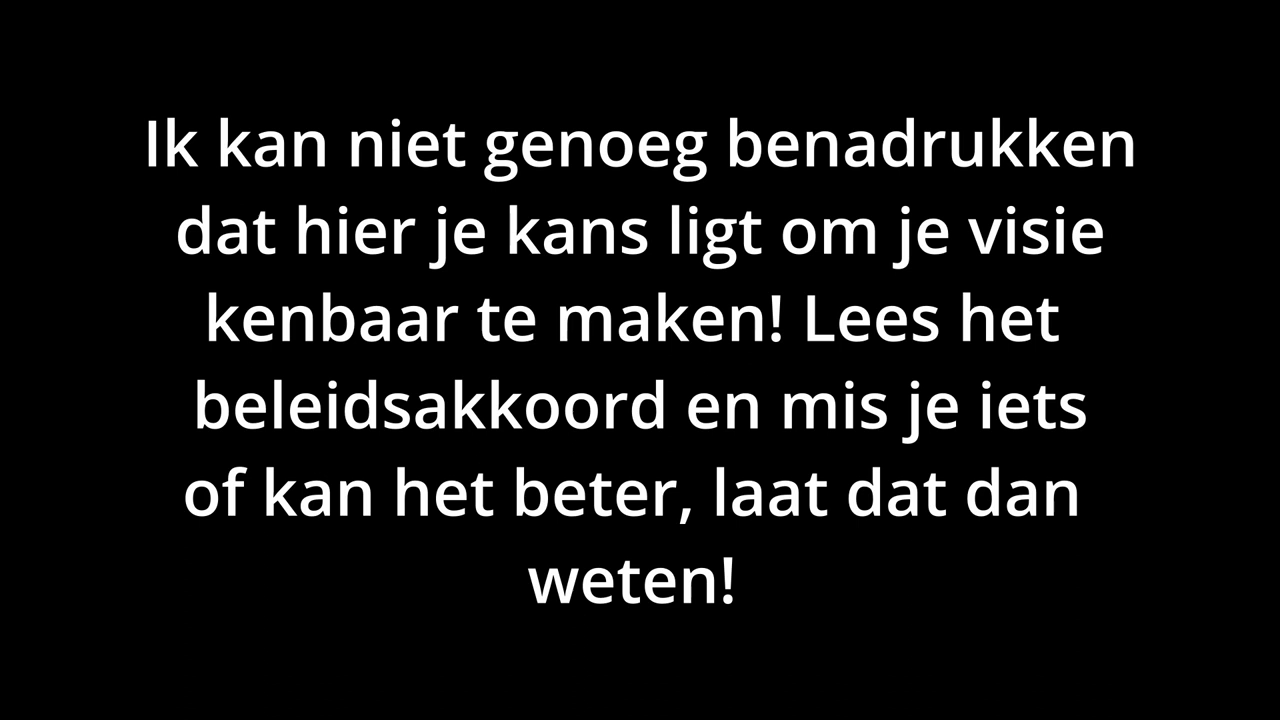 Ik kan niet genoeg benadrukken
dat hier je kans ligt om je visie
kenbaar te maken! Lees het
beleidsakkoord en mis je iets
of kan het beter, laat dat dan
weten!